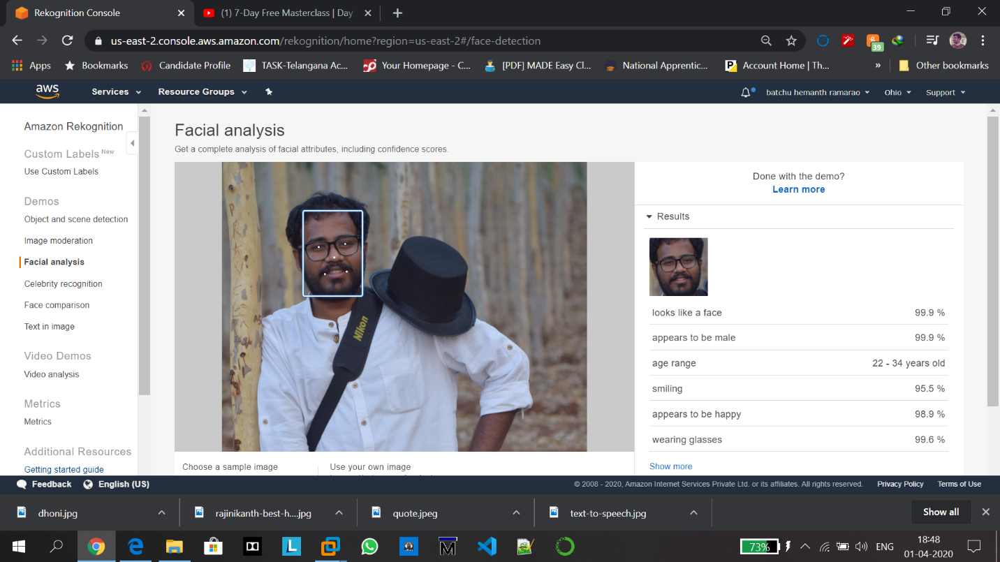 Rekognition Console
(1) 7-Day Free Masterclass | Day
us-east-2.console.aws.amazon.com/rekognition/home?region=us-east-2#/face-detection
39
Apps
Bookmarks
Candidate Profile
TASK-Telangana Ac...
Your Homepage - C...
[PDF] MADE Easy Cl...
National Apprentic...
Account Home | Th...
»
Other bookmarks
aws
Services
Resource Groups
batchu hemanth ramarao
Ohio
Support
Amazon Rekognition
Custom Labels New
Use Custom Labels
Demos
Object and scene detection
Image moderation
Facial analysis
Celebrity recognition
Face comparison
Text in image
Video Demos
Video analysis
Metrics
Metrics
Additional Resources
Getting started guide
Facial analysis
Get a complete analysis of facial attributes, including confidence scores.
Nikon
Choose a sample image
Use your own image
Done with the demo?
Learn more
Results
looks like a face 99.9 %
appears to be male 99.9 %
age range 22 - 34 years old
smiling 95.5 %
appears to be happy 98.9 %
wearing glasses 99.6 %
Show more
Feedback
English (US)
© 2008 - 2020, Amazon Internet Services Private Ltd. or its affiliates. All rights reserved.
Privacy Policy
Terms of Use
dhoni.jpg
rajinikanth-best-h....jpg
quote.jpeg
text-to-speech.jpg
Show all
73%
ENG
18:48
01-04-2020